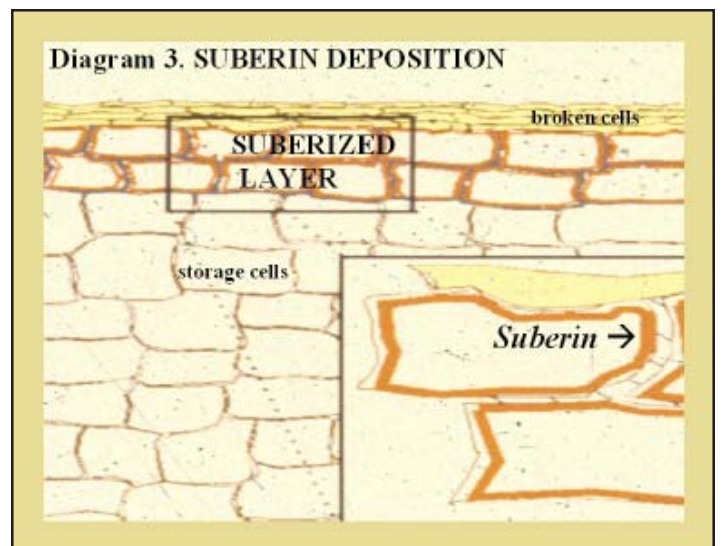 Diagram 3. SUBERIN DEPOSITION
broken cells
SUBERIZED
LAYER
storage cells
Suberin →